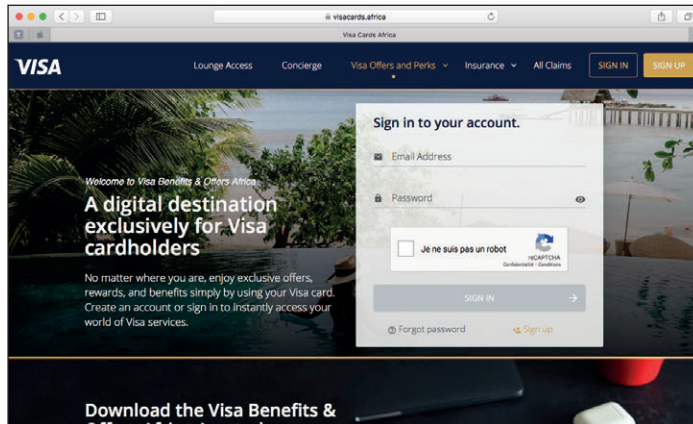 visacards.africa
Visa Cards Africa
VISA
Lounge Access
Concierge
Visa Offers and Perks
Insurance
All Claims
SIGN IN
SIGN UP
Sign in to your account.
Email Address
Password
Je ne suis pas un robot
reCAPTCHA
Confidentialité - Conditions
SIGN IN
Forgot password
Sign up
Welcome to Visa Benefits & Offers Africa
A digital destination
exclusively for Visa
cardholders
No matter where you are, enjoy exclusive offers,
rewards, and benefits simply by using your Visa card.
Create an account or sign in to instantly access your
world of Visa services.
Download the Visa Benefits &